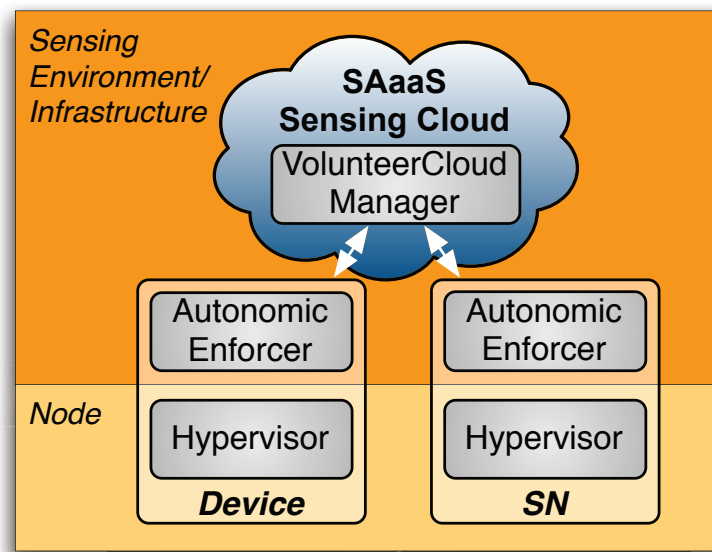 Sensing
Environment/
Infrastructure
SAaaS
Sensing Cloud
VolunteerCloud
Manager
Autonomic
Enforcer
Autonomic
Enforcer
Node
Hypervisor
Hypervisor
Device
SN